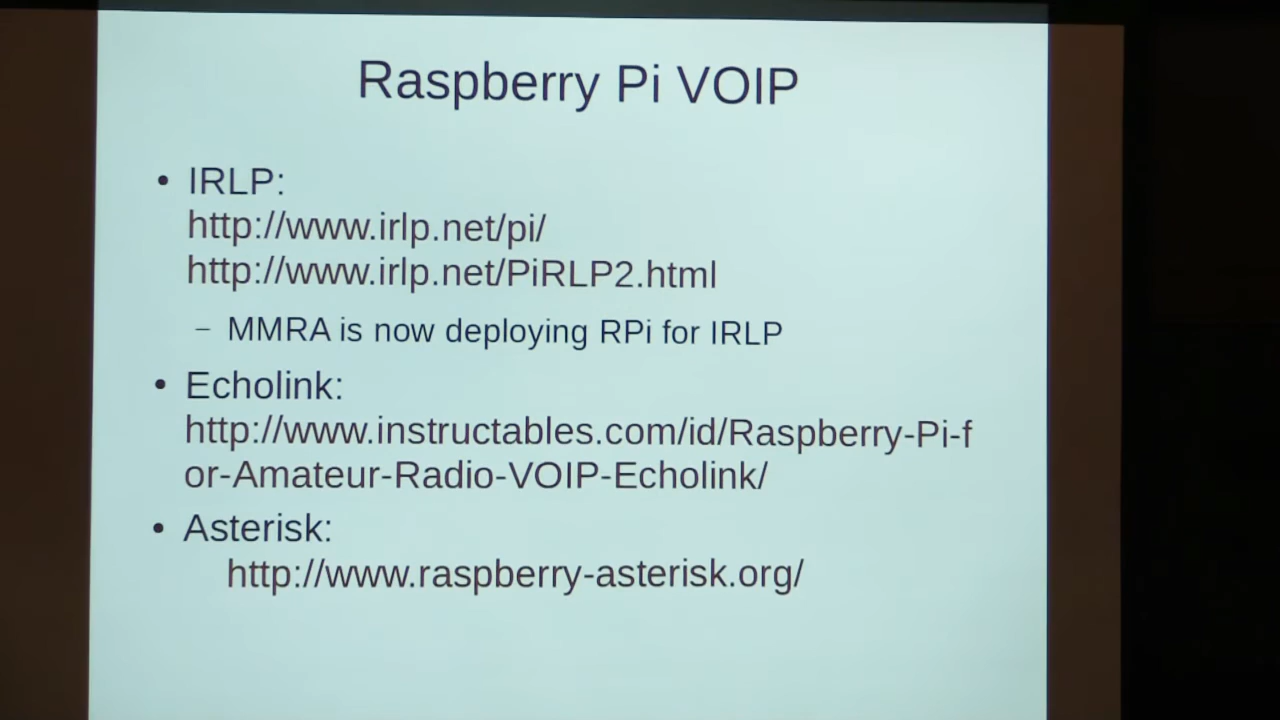 Raspberry Pi VOIP
• IRLP:
http://www.irlp.net/pi/
http://www.irlp.net/PiRLP2.html
– MMRA is now deploying RPi for IRLP
• Echolink:
http://www.instructables.com/id/Raspberry-Pi-f
or-Amateur-Radio-VOIP-Echolink/
• Asterisk:
http://www.raspberry-asterisk.org/